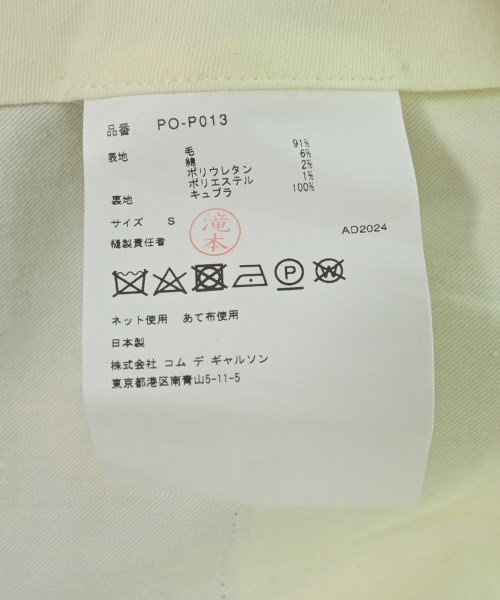 品番 PO-P013
表地 毛 91%
綿 6%
ポリウレタン 2%
ポリエステル 1%
裏地 キュプラ 100%
サイズ S
縫製責任者 滝本 AD2024
P W
ネット使用 あて布使用
日本製
株式会社 コム デ ギャルソン
東京都港区南青山5-11-5